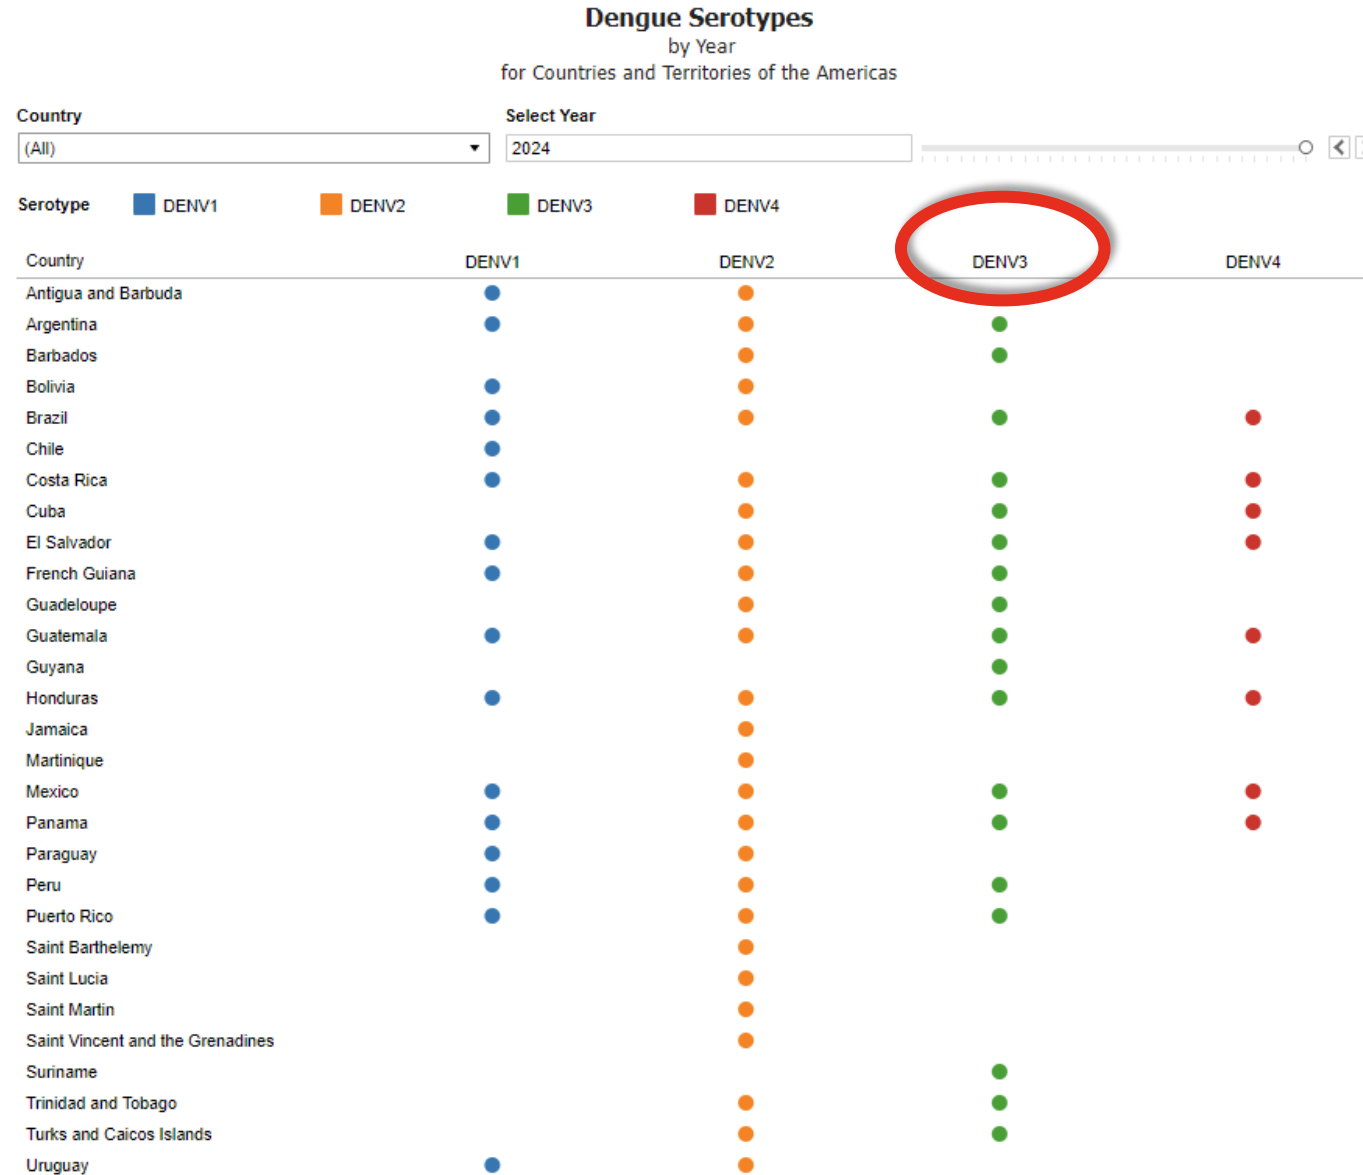 Dengue Serotypes
by Year
for Countries and Territories of the Americas
Country Select Year
(All) 2024
Serotype DENV1 DENV2 DENV3 DENV4
Country DENV1 DENV2 DENV3 DENV4
Antigua and Barbuda
Argentina
Barbados
Bolivia
Brazil
Chile
Costa Rica
Cuba
El Salvador
French Guiana
Guadeloupe
Guatemala
Guyana
Honduras
Jamaica
Martinique
Mexico
Panama
Paraguay
Peru
Puerto Rico
Saint Barthelemy
Saint Lucia
Saint Martin
Saint Vincent and the Grenadines
Suriname
Trinidad and Tobago
Turks and Caicos Islands
Uruguay